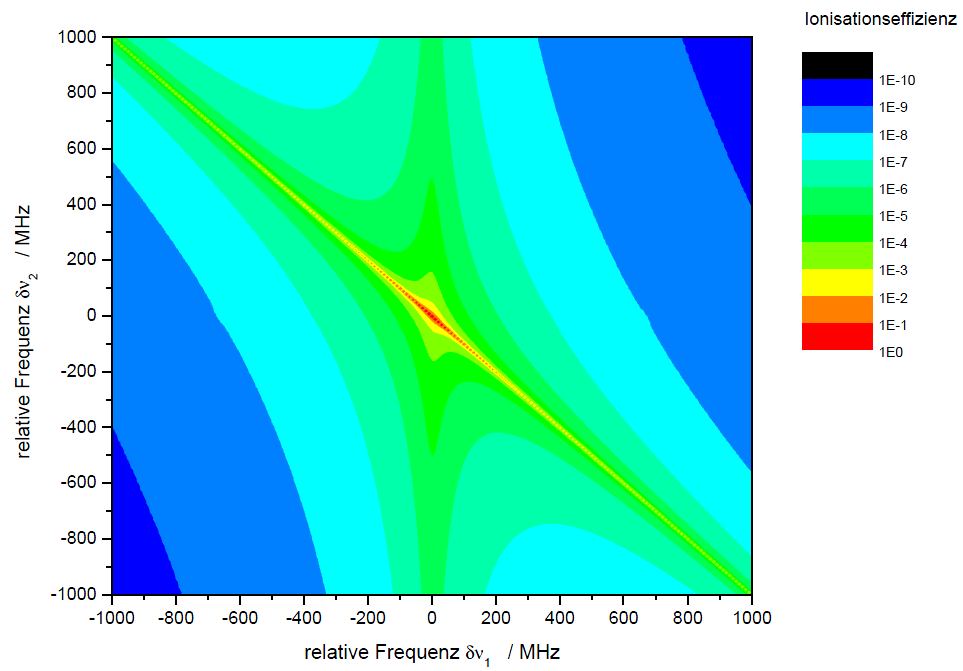 Ionisationseffizienz
1E-10
1E-9
1E-8
1E-7
1E-6
1E-5
1E-4
1E-3
1E-2
1E-1
1E0
relative Frequenz δν₂ / MHz
1000
800
600
400
200
0
-200
-400
-600
-800
-1000
-1000 -800 -600 -400 -200 0 200 400 600 800 1000
relative Frequenz δν₁ / MHz